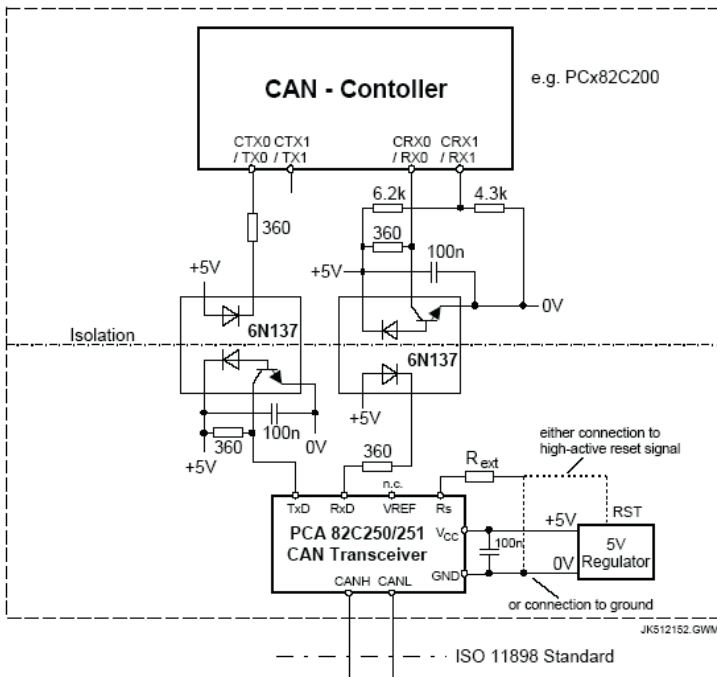 CAN - Contoller
e.g. PCx82C200
CTX0 CTX1
/ TX0 / TX1
CRX0 CRX1
/ RX0 / RX1
6.2k
4.3k
360
360
100n
+5V
+5V
0V
6N137
Isolation
6N137
+5V
100n
0V
360
+5V
360
either connection to
high-active reset signal
Rext
n.c.
TxD RxD VREF Rs
RST
PCA 82C250/251
CAN Transceiver
VCC
+5V
100n
5V
Regulator
GND
0V
CANH CANL
or connection to ground
JK512152.GWM
ISO 11898 Standard